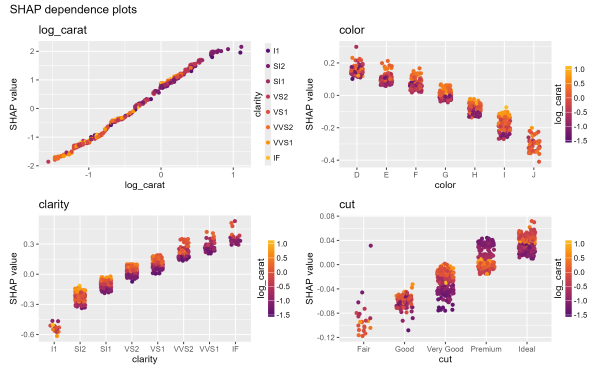 SHAP dependence plots
log_carat
SHAP value
2
1
0
-1
-2
-1
0
1
log_carat
clarity
I1
SI2
SI1
VS2
VS1
VVS2
VVS1
IF
color
SHAP value
0.2
0.0
-0.2
-0.4
D E F G H I J
color
log_carat
1.0
0.5
0.0
-0.5
-1.0
-1.5
clarity
SHAP value
0.3
0.0
-0.3
-0.6
I1 SI2 SI1 VS2 VS1 VVS2 VVS1 IF
clarity
log_carat
1.0
0.5
0.0
-0.5
-1.0
-1.5
cut
SHAP value
0.08
0.04
0.00
-0.04
-0.08
-0.12
Fair Good Very Good Premium Ideal
cut
log_carat
1.0
0.5
0.0
-0.5
-1.0
-1.5